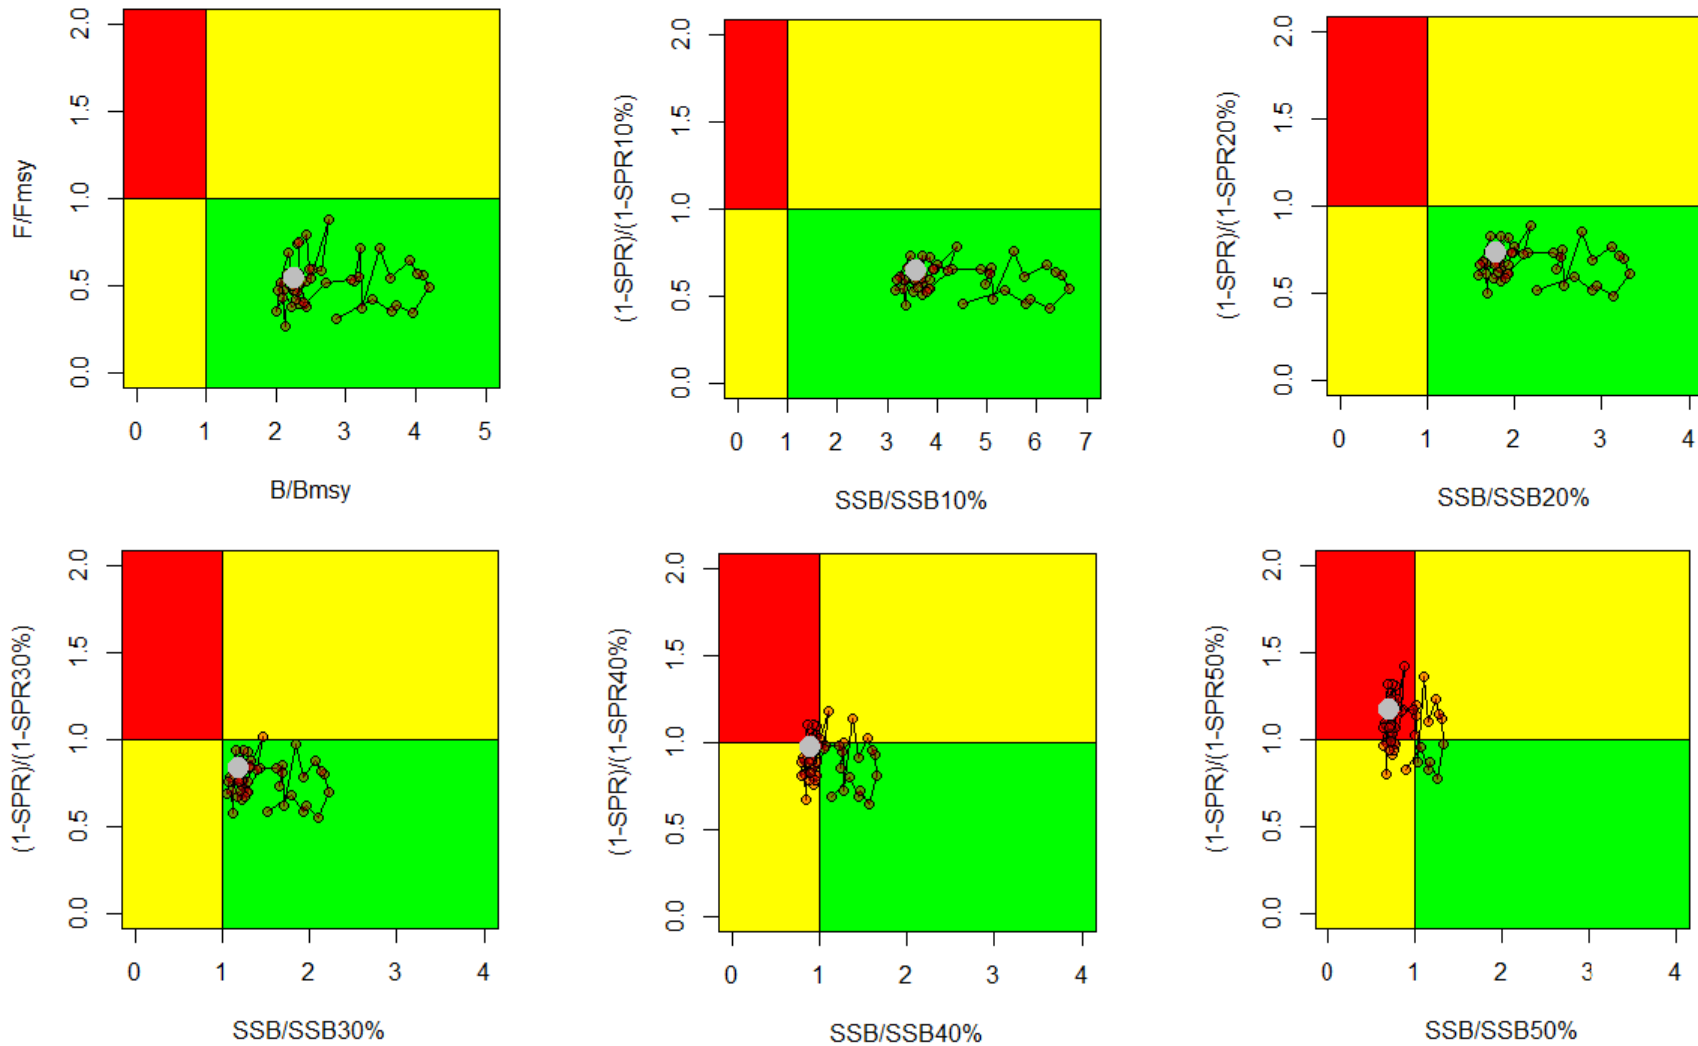 F/Fmsy
0.0 0.5 1.0 1.5 2.0
0 1 2 3 4 5
B/Bmsy
(1-SPR)/(1-SPR10%)
0.0 0.5 1.0 1.5 2.0
0 1 2 3 4 5 6 7
SSB/SSB10%
(1-SPR)/(1-SPR20%)
0.0 0.5 1.0 1.5 2.0
0 1 2 3 4
SSB/SSB20%
(1-SPR)/(1-SPR30%)
0.0 0.5 1.0 1.5 2.0
0 1 2 3 4
SSB/SSB30%
(1-SPR)/(1-SPR40%)
0.0 0.5 1.0 1.5 2.0
0 1 2 3 4
SSB/SSB40%
(1-SPR)/(1-SPR50%)
0.0 0.5 1.0 1.5 2.0
0 1 2 3 4
SSB/SSB50%